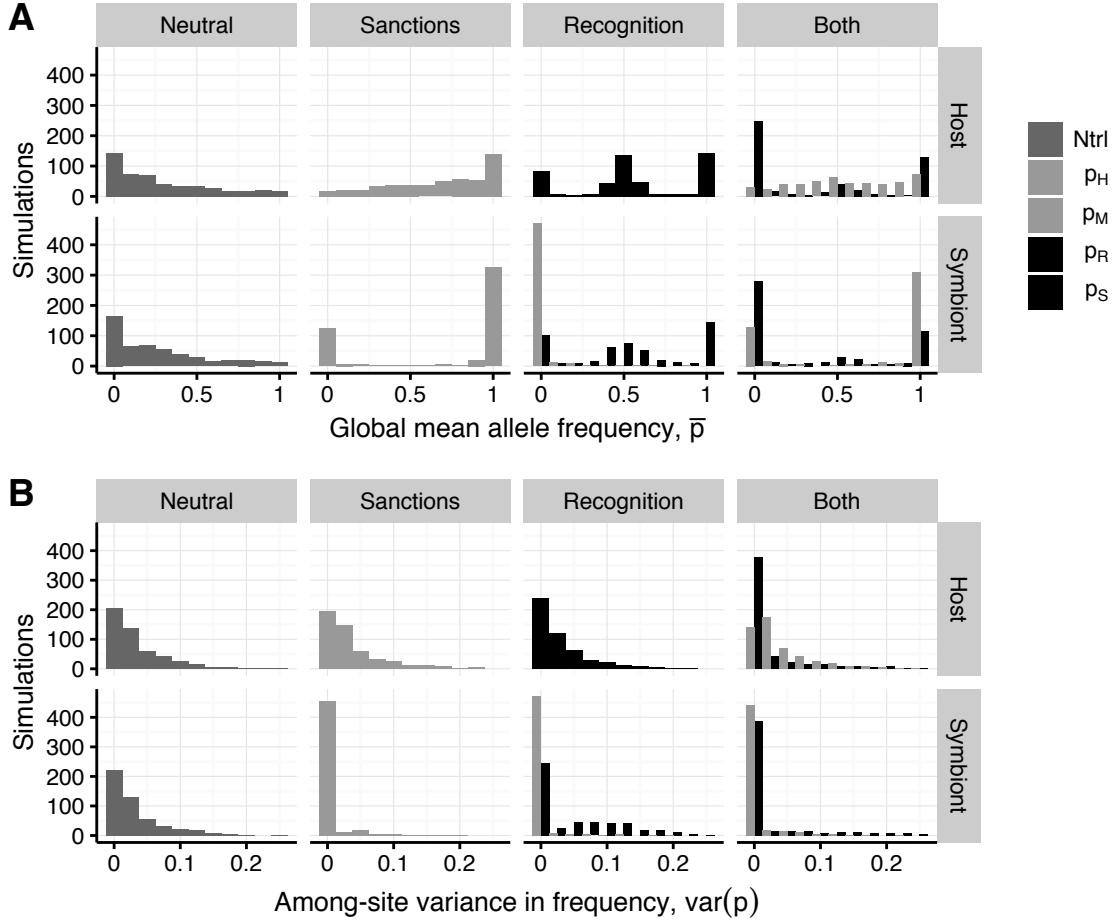 A
Neutral Sanctions Recognition Both
Simulations
400
300
200
100
0
Host
Simulations
400
300
200
100
0
Symbiont
0 0.5 1 0 0.5 1 0 0.5 1 0 0.5 1
Global mean allele frequency, p̅
Ntrl
pH
pM
pR
pS
B
Neutral Sanctions Recognition Both
Simulations
400
300
200
100
0
Host
Simulations
400
300
200
100
0
Symbiont
0 0.1 0.2 0 0.1 0.2 0 0.1 0.2 0 0.1 0.2
Among-site variance in frequency, var(p)